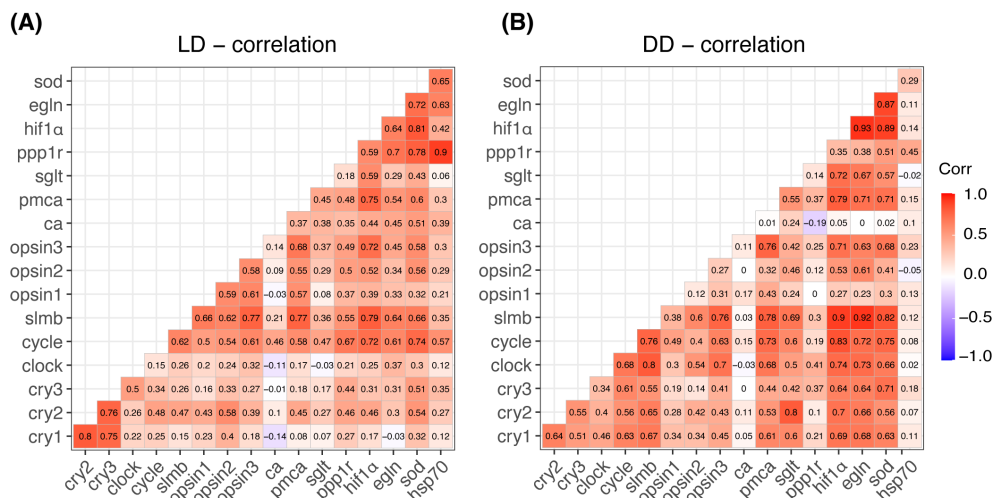 (A)
LD – correlation
sod 0.65
egln 0.72 0.63
hif1α 0.64 0.81 0.42
ppp1r 0.59 0.7 0.78 0.9
sglt 0.18 0.59 0.29 0.43 0.06
pmca 0.45 0.48 0.75 0.54 0.6 0.3
ca 0.37 0.38 0.35 0.44 0.45 0.51 0.39
opsin3 0.14 0.68 0.37 0.49 0.72 0.45 0.58 0.3
opsin2 0.58 0.09 0.55 0.29 0.5 0.52 0.34 0.56 0.29
opsin1 0.59 0.61 −0.03 0.57 0.08 0.37 0.39 0.33 0.32 0.21
slmb 0.66 0.62 0.77 0.21 0.77 0.36 0.55 0.79 0.64 0.66 0.35
cycle 0.62 0.5 0.54 0.61 0.46 0.58 0.47 0.67 0.72 0.61 0.74 0.57
clock 0.15 0.26 0.2 0.24 0.32 −0.11 0.17 −0.03 0.21 0.25 0.37 0.3 0.12
cry3 0.5 0.34 0.26 0.16 0.33 0.27 −0.01 0.18 0.17 0.44 0.31 0.31 0.51 0.35
cry2 0.76 0.26 0.48 0.47 0.43 0.58 0.39 0.1 0.45 0.27 0.46 0.46 0.3 0.54 0.27
cry1 0.8 0.75 0.22 0.25 0.15 0.23 0.4 0.18 −0.14 0.08 0.07 0.27 0.17 −0.03 0.32 0.12
cry2 cry3 clock cycle slmb opsin1 opsin2 opsin3 ca pmca sglt ppp1r hif1α egln sod hsp70
(B)
DD – correlation
sod 0.29
egln 0.87 0.11
hif1α 0.93 0.89 0.14
ppp1r 0.35 0.38 0.51 0.45
sglt 0.14 0.72 0.67 0.57 −0.02
pmca 0.55 0.37 0.79 0.71 0.71 0.15
ca 0.01 0.24 −0.19 0.05 0 0.02 0.1
opsin3 0.11 0.76 0.42 0.25 0.71 0.63 0.68 0.23
opsin2 0.27 0 0.32 0.46 0.12 0.53 0.61 0.41 −0.05
opsin1 0.12 0.31 0.17 0.43 0.24 0 0.27 0.23 0.3 0.13
slmb 0.38 0.6 0.76 0.03 0.78 0.69 0.3 0.9 0.92 0.82 0.12
cycle 0.76 0.49 0.4 0.63 0.15 0.73 0.6 0.19 0.83 0.72 0.75 0.08
clock 0.68 0.8 0.3 0.54 0.7 −0.03 0.68 0.5 0.14 0.74 0.73 0.66 0.02
cry3 0.34 0.61 0.55 0.19 0.14 0.41 0 0.44 0.42 0.37 0.64 0.64 0.71 0.18
cry2 0.55 0.4 0.56 0.65 0.28 0.42 0.43 0.11 0.53 0.8 0.1 0.7 0.66 0.56 0.07
cry1 0.64 0.51 0.46 0.63 0.67 0.34 0.34 0.45 0.05 0.61 0.6 0.21 0.69 0.68 0.63 0.11
cry2 cry3 clock cycle slmb opsin1 opsin2 opsin3 ca pmca sglt ppp1r hif1α egln sod hsp70
Corr
1.0
0.5
0.0
−0.5
−1.0